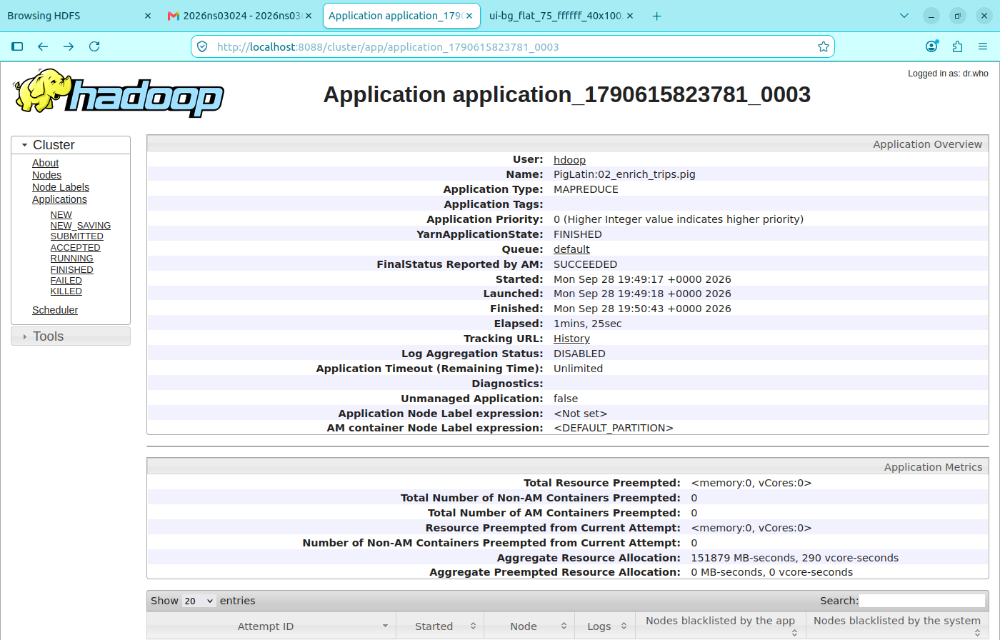 Browsing HDFS
2026ns03024 - 2026ns03
Application application_179
ui-bg_flat_75_ffffff_40x100.
http://localhost:8088/cluster/app/application_1790615823781_0003
Logged in as: dr.who
hadoop
Application application_1790615823781_0003
Cluster
About
Nodes
Node Labels
Applications
NEW
NEW_SAVING
SUBMITTED
ACCEPTED
RUNNING
FINISHED
FAILED
KILLED
Scheduler
Tools
Application Overview
User: hdoop
Name: PigLatin:02_enrich_trips.pig
Application Type: MAPREDUCE
Application Tags:
Application Priority: 0 (Higher Integer value indicates higher priority)
YarnApplicationState: FINISHED
Queue: default
FinalStatus Reported by AM: SUCCEEDED
Started: Mon Sep 28 19:49:17 +0000 2026
Launched: Mon Sep 28 19:49:18 +0000 2026
Finished: Mon Sep 28 19:50:43 +0000 2026
Elapsed: 1mins, 25sec
Tracking URL: History
Log Aggregation Status: DISABLED
Application Timeout (Remaining Time): Unlimited
Diagnostics:
Unmanaged Application: false
Application Node Label expression: <Not set>
AM container Node Label expression: <DEFAULT_PARTITION>
Application Metrics
Total Resource Preempted: <memory:0, vCores:0>
Total Number of Non-AM Containers Preempted: 0
Total Number of AM Containers Preempted: 0
Resource Preempted from Current Attempt: <memory:0, vCores:0>
Number of Non-AM Containers Preempted from Current Attempt: 0
Aggregate Resource Allocation: 151879 MB-seconds, 290 vcore-seconds
Aggregate Preempted Resource Allocation: 0 MB-seconds, 0 vcore-seconds
Show 20 entries
Search:
Attempt ID Started Node Logs Nodes blacklisted by the app Nodes blacklisted by the system